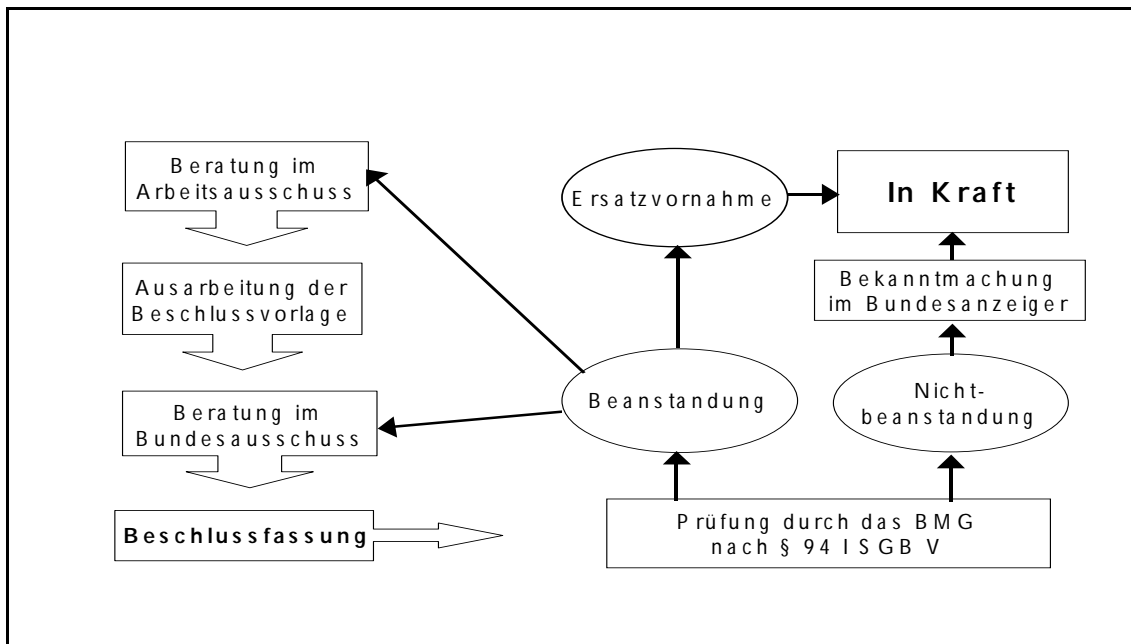 Beratung im
Arbeitsausschuss
Ausarbeitung der
Beschlussvorlage
Beratung im
Bundesausschuss
Beschlussfassung
Ersatzvornahme
In Kraft
Bekanntmachung
im Bundesanzeiger
Beanstandung
Nicht-
beanstandung
Prüfung durch das BMG
nach § 94 I SGB V